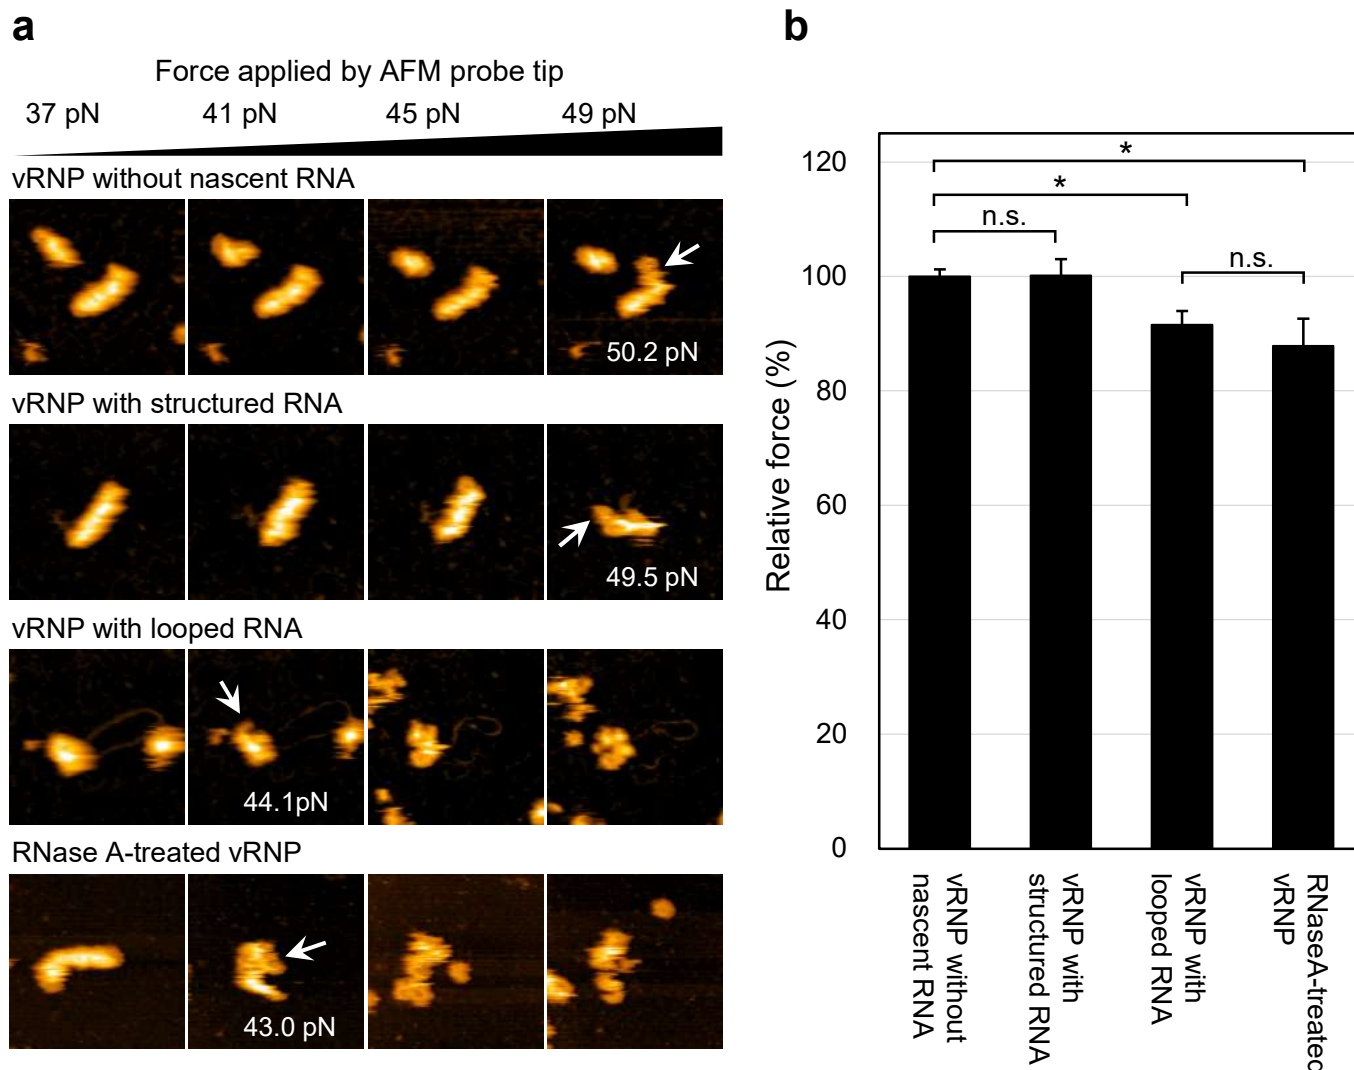 a
Force applied by AFM probe tip
37 pN 41 pN 45 pN 49 pN
vRNP without nascent RNA
50.2 pN
vRNP with structured RNA
49.5 pN
vRNP with looped RNA
44.1pN
RNase A-treated vRNP
43.0 pN
b
Relative force (%)
120
100
80
60
40
20
0
*
*
n.s.
n.s.
vRNP without
nascent RNA
vRNP with
structured RNA
vRNP with
looped RNA
RNaseA-treated
vRNP